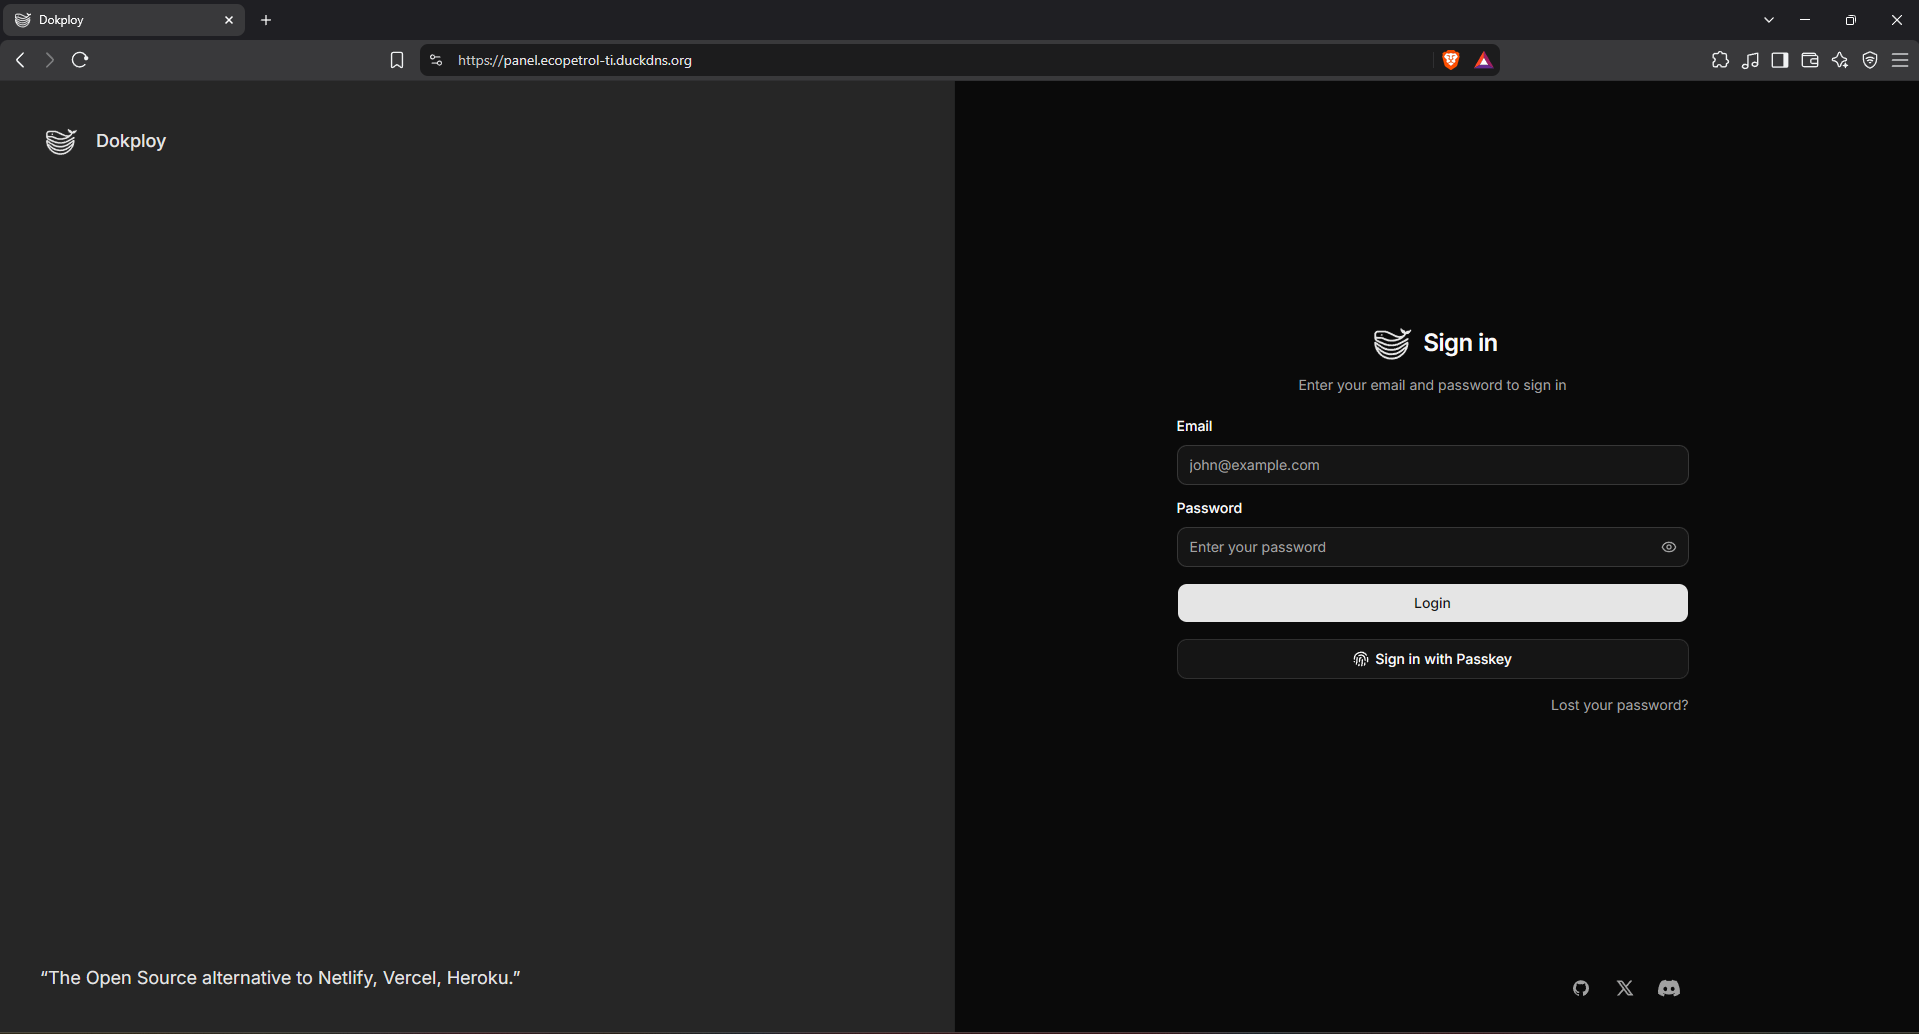 Dokploy
https://panel.ecopetrol-ti.duckdns.org
Dokploy
Sign in
Enter your email and password to sign in
Email
john@example.com
Password
Enter your password
Login
Sign in with Passkey
Lost your password?
“The Open Source alternative to Netlify, Vercel, Heroku.”